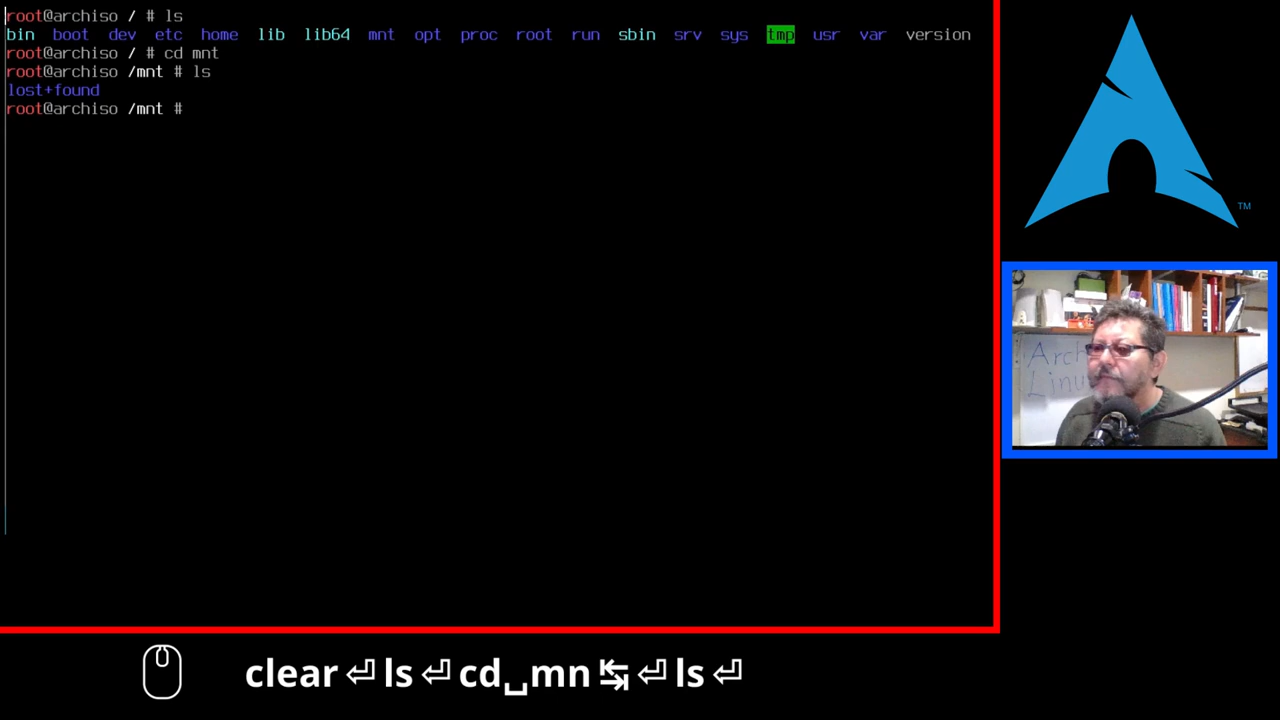 root@archiso / # ls
bin boot dev etc home lib lib64 mnt opt proc root run sbin srv sys tmp usr var version
root@archiso / # cd mnt
root@archiso /mnt # ls
lost+found
root@archiso /mnt #
TM
Arch
Linu
clear⏎ls⏎cd␣mn↹⏎ls⏎